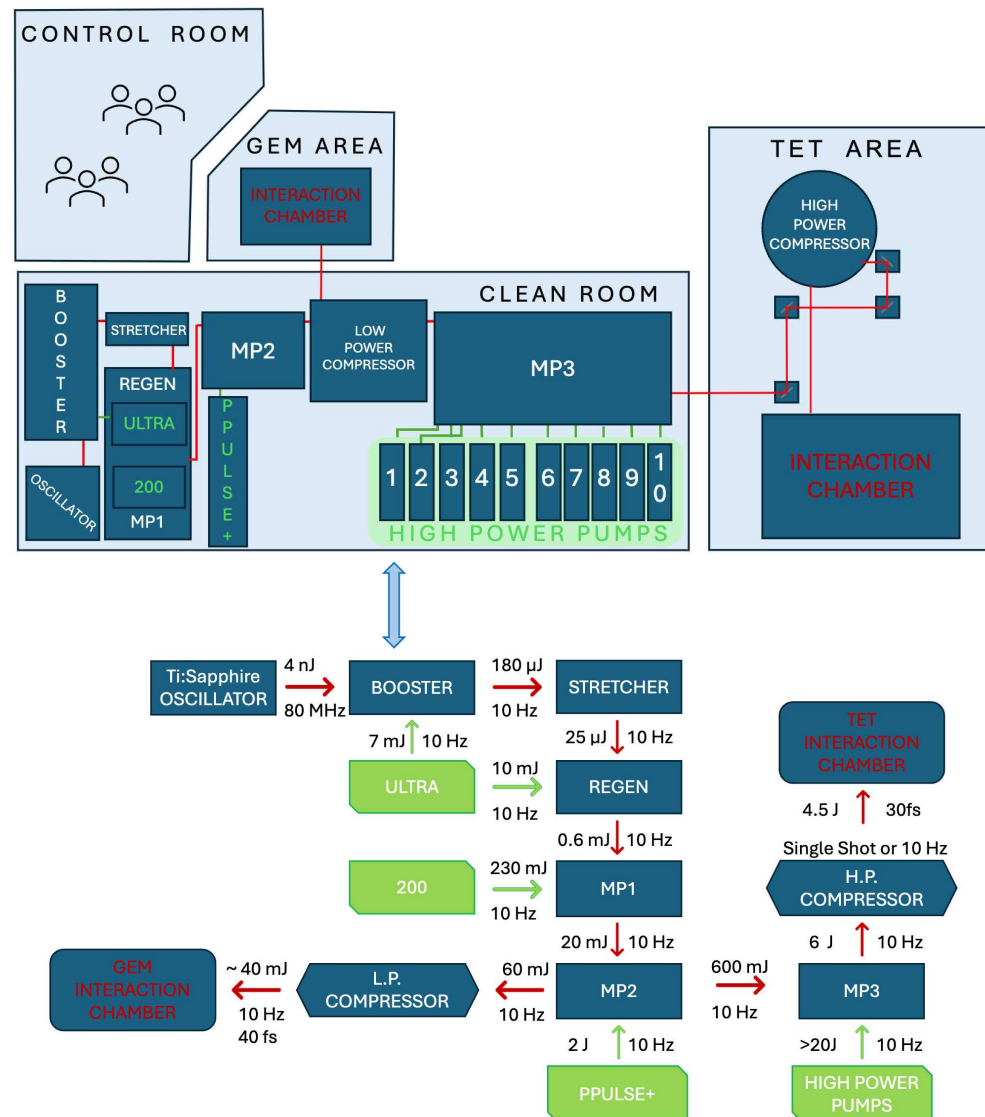 CONTROL ROOM
GEM AREA
INTERACTION
CHAMBER
TET AREA
HIGH
POWER
COMPRESSOR
INTERACTION
CHAMBER
CLEAN ROOM
BOOSTER
STRETCHER
REGEN
ULTRA
200
MP1
OSCILLATOR
MP2
PPULSE+
LOW
POWER
COMPRESSOR
MP3
1 2 3 4 5 6 7 8 9 10
HIGH POWER PUMPS
Ti:Sapphire
OSCILLATOR
4 nJ
80 MHz
BOOSTER
180 µJ
10 Hz
STRETCHER
7 mJ 10 Hz
25 µJ 10 Hz
ULTRA
10 mJ
10 Hz
REGEN
0.6 mJ 10 Hz
200
230 mJ
10 Hz
MP1
20 mJ 10 Hz
GEM
INTERACTION
CHAMBER
~ 40 mJ
10 Hz
40 fs
L.P.
COMPRESSOR
60 mJ
10 Hz
MP2
600 mJ
10 Hz
MP3
2 J 10 Hz
PPULSE+
>20J 10 Hz
HIGH POWER
PUMPS
6 J 10 Hz
H.P.
COMPRESSOR
Single Shot or 10 Hz
4.5 J 30fs
TET
INTERACTION
CHAMBER